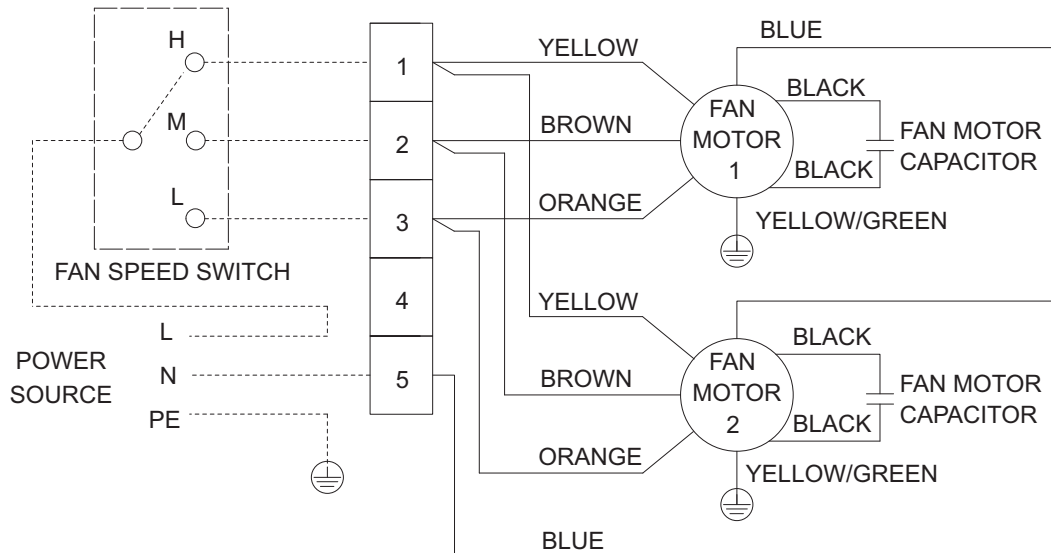 H
M
L
FAN SPEED SWITCH
L
POWER
SOURCE
N
PE
1
2
3
4
5
YELLOW
BROWN
ORANGE
BLUE
FAN
MOTOR
1
BLACK
BLACK
FAN MOTOR
CAPACITOR
YELLOW/GREEN
YELLOW
BROWN
ORANGE
FAN
MOTOR
2
BLACK
BLACK
FAN MOTOR
CAPACITOR
YELLOW/GREEN
BLUE